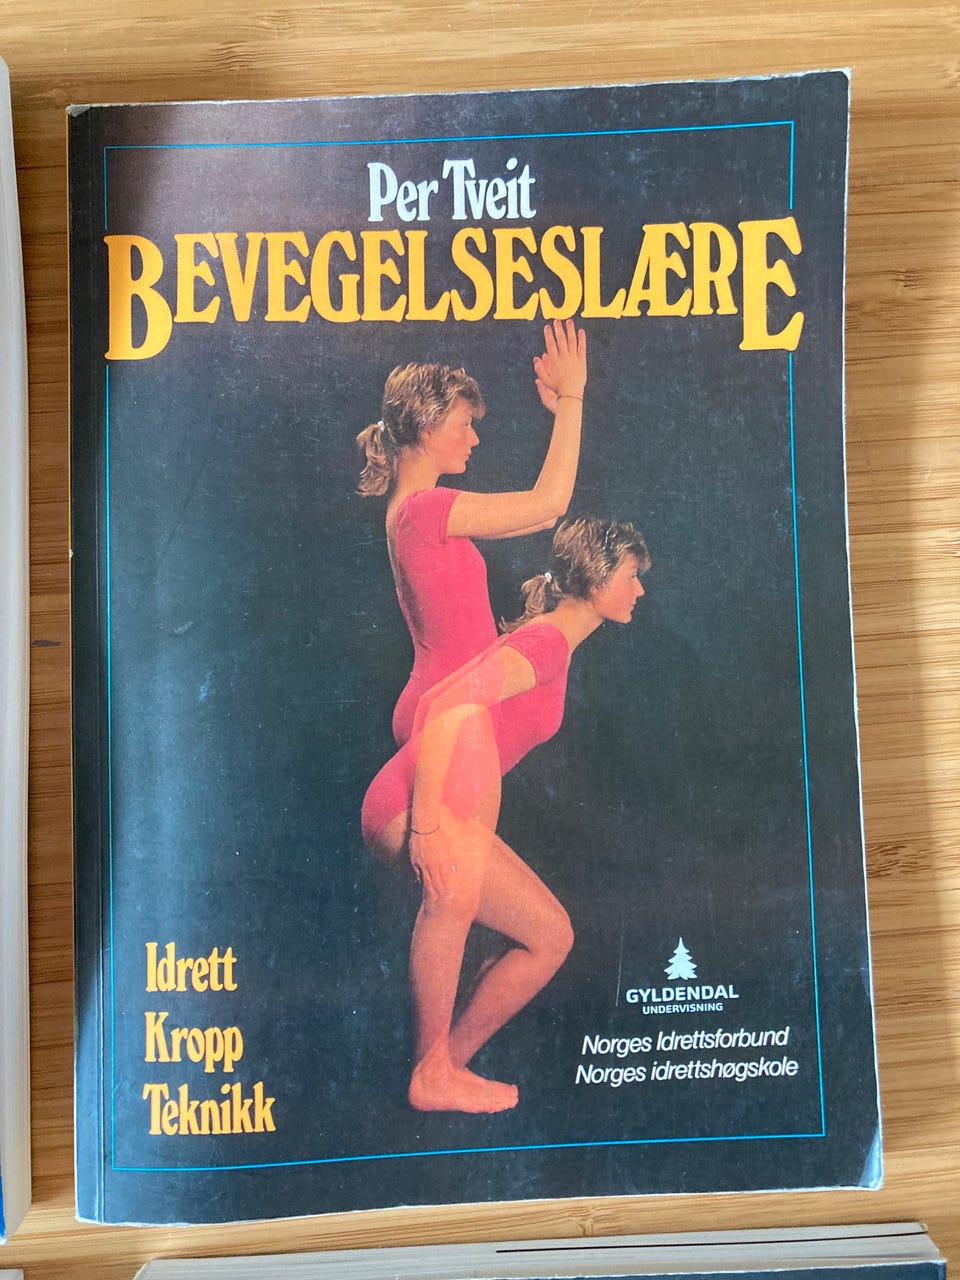 Per Tveit
BEVEGELSESLÆRE
Idrett
Kropp
Teknikk
GYLDENDAL
UNDERVISNING
Norges Idrettsforbund
Norges idrettshøgskole